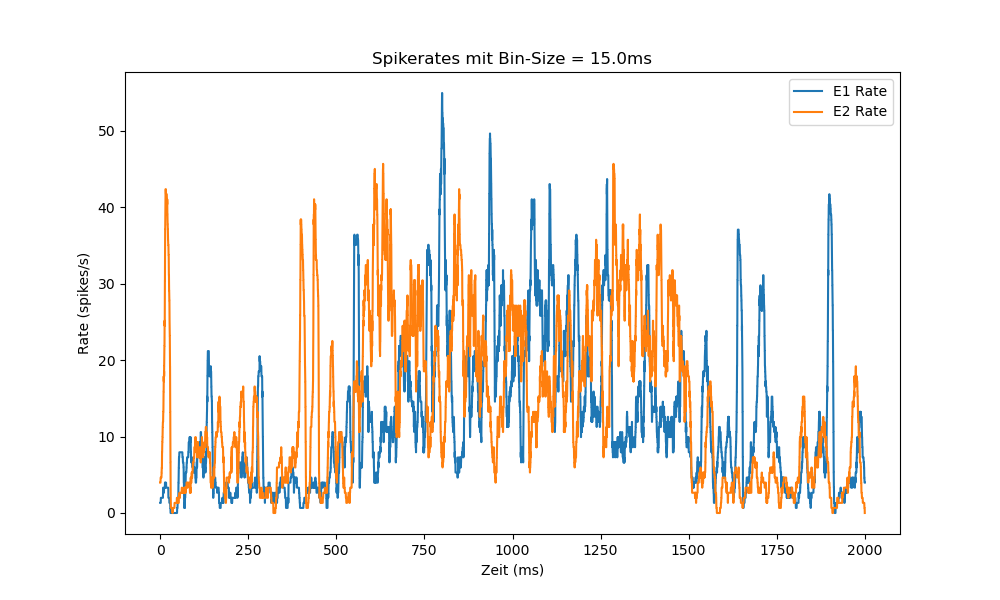 Spikerates mit Bin-Size = 15.0ms
E1 Rate
E2 Rate
Rate (spikes/s)
50
40
30
20
10
0
0 250 500 750 1000 1250 1500 1750 2000
Zeit (ms)